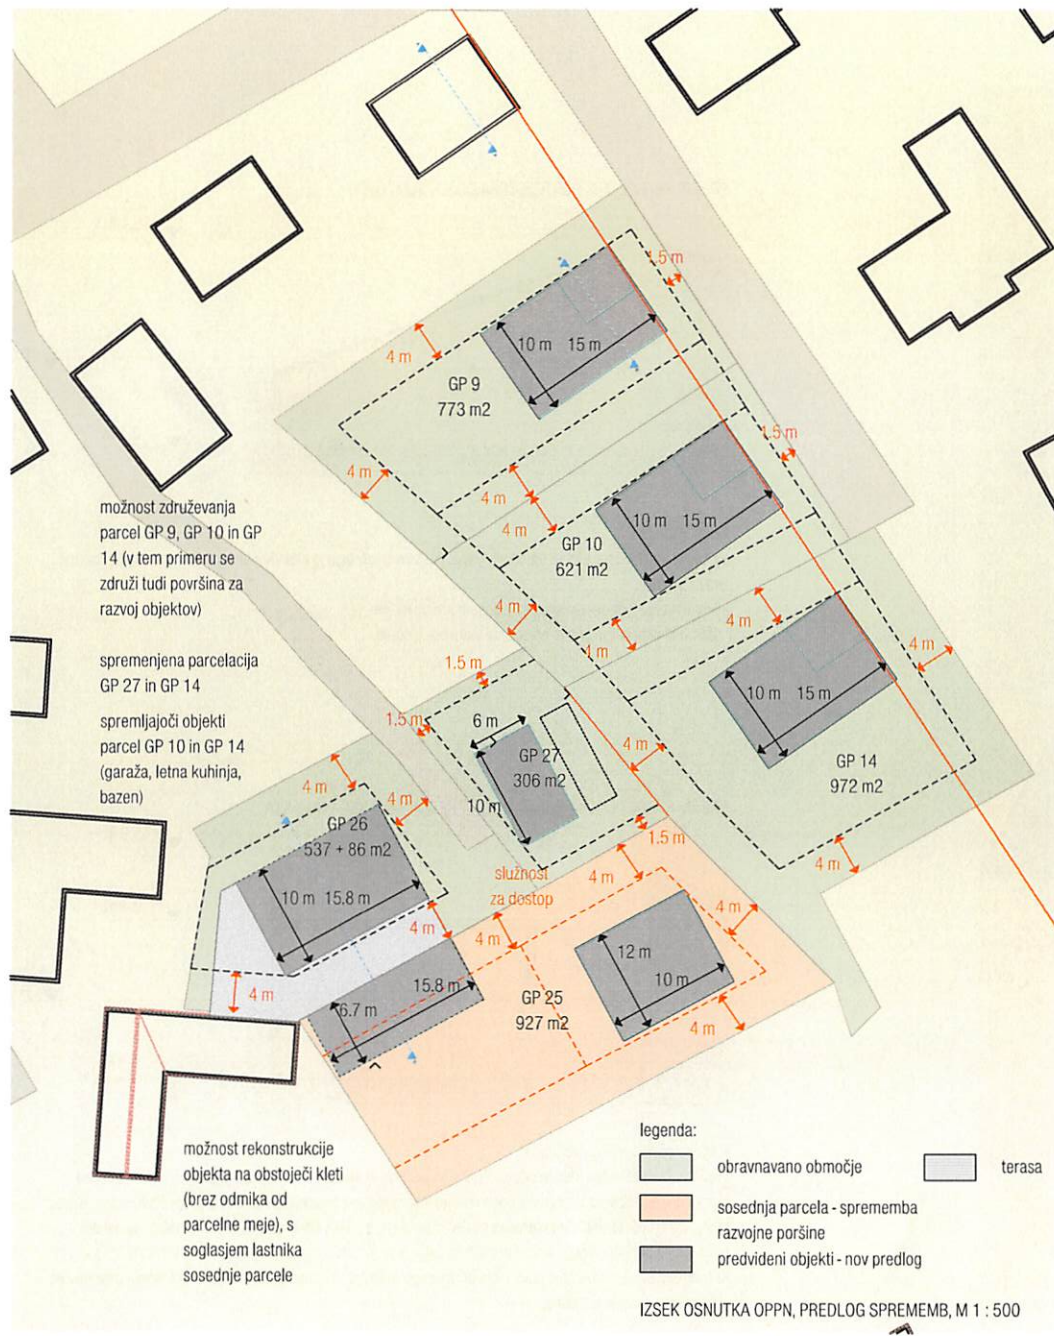 1.5 m
10 m 15 m
4 m
GP 9
773 m2
4 m
1.5 m
4 m
4 m
10 m 15 m
GP 10
621 m2
možnost združevanja
parcel GP 9, GP 10 in GP
14 (v tem primeru se
združi tudi površina za
razvoj objektov)
4 m
4 m
4 m
4 m
4 m
spremenjena parcelacija
GP 27 in GP 14
1.5 m
10 m 15 m
spremljajoči objekti
parcel GP 10 in GP 14
(garaža, letna kuhinja,
bazen)
1.5 m
6 m
GP 27
306 m2
10 m
4 m
GP 14
972 m2
4 m
4 m
4 m
GP 26
537 + 86 m2
10 m 15.8 m
1.5 m
4 m
služnost
za dostop
4 m
4 m
4 m
4 m
12 m
10 m
4 m
15.8 m
6.7 m
GP 25
927 m2
4 m
možnost rekonstrukcije
objekta na obstoječi kleti
(brez odmika od
parcelne meje), s
soglasjem lastnika
sosednje parcele
legenda:
obravnavano območje
terasa
sosednja parcela - sprememba
razvojne poršine
predvideni objekti - nov predlog
IZSEK OSNUTKA OPPN, PREDLOG SPREMEMB, M 1 : 500